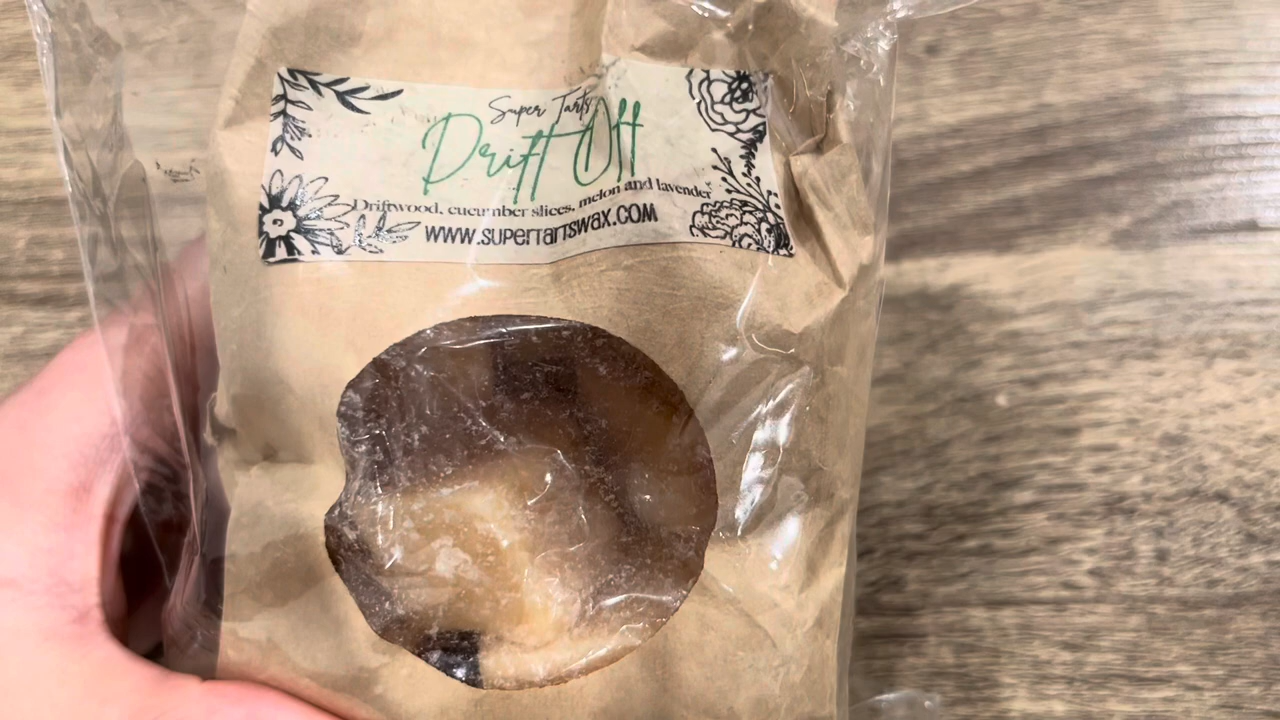 Super Tarts
Drift Off
Driftwood, cucumber slices, melon and lavender
WWW.SUPERTARTSWAX.COM